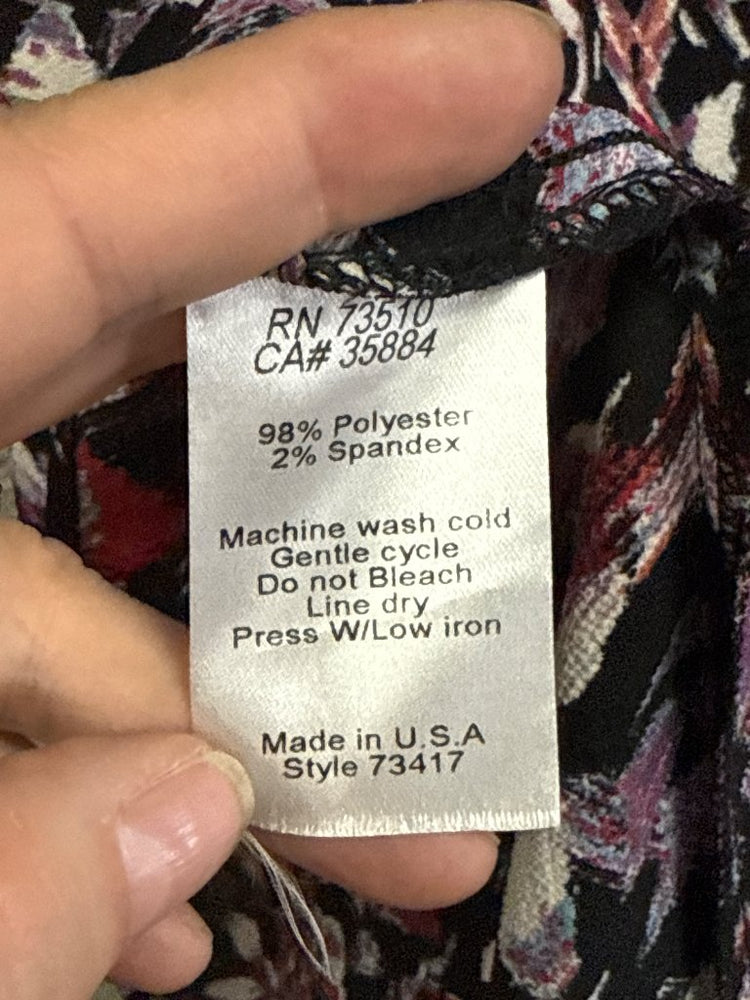 RN 73510
CA# 35884
98% Polyester
2% Spandex
Machine wash cold
Gentle cycle
Do not Bleach
Line dry
Press W/Low iron
Made in U.S.A
Style 73417